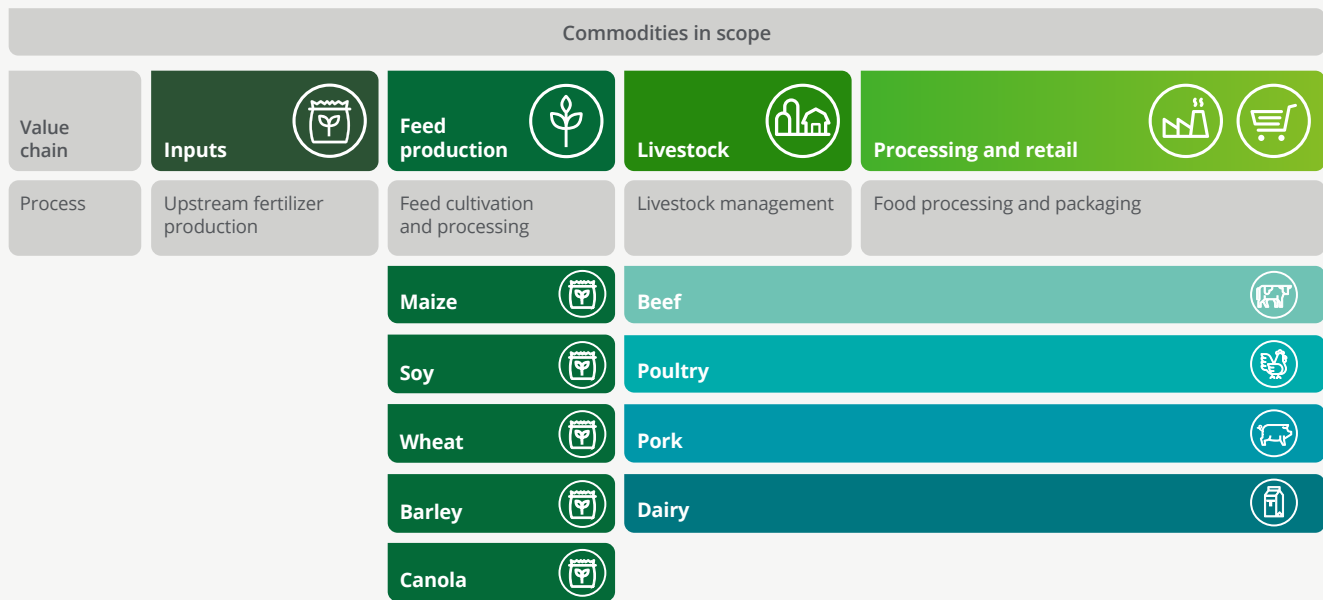 Commodities in scope
Value
chain
Inputs
Feed
production
Livestock
Processing and retail
Process
Upstream fertilizer
production
Feed cultivation
and processing
Livestock management
Food processing and packaging
Maize
Beef
Soy
Poultry
Wheat
Pork
Barley
Dairy
Canola